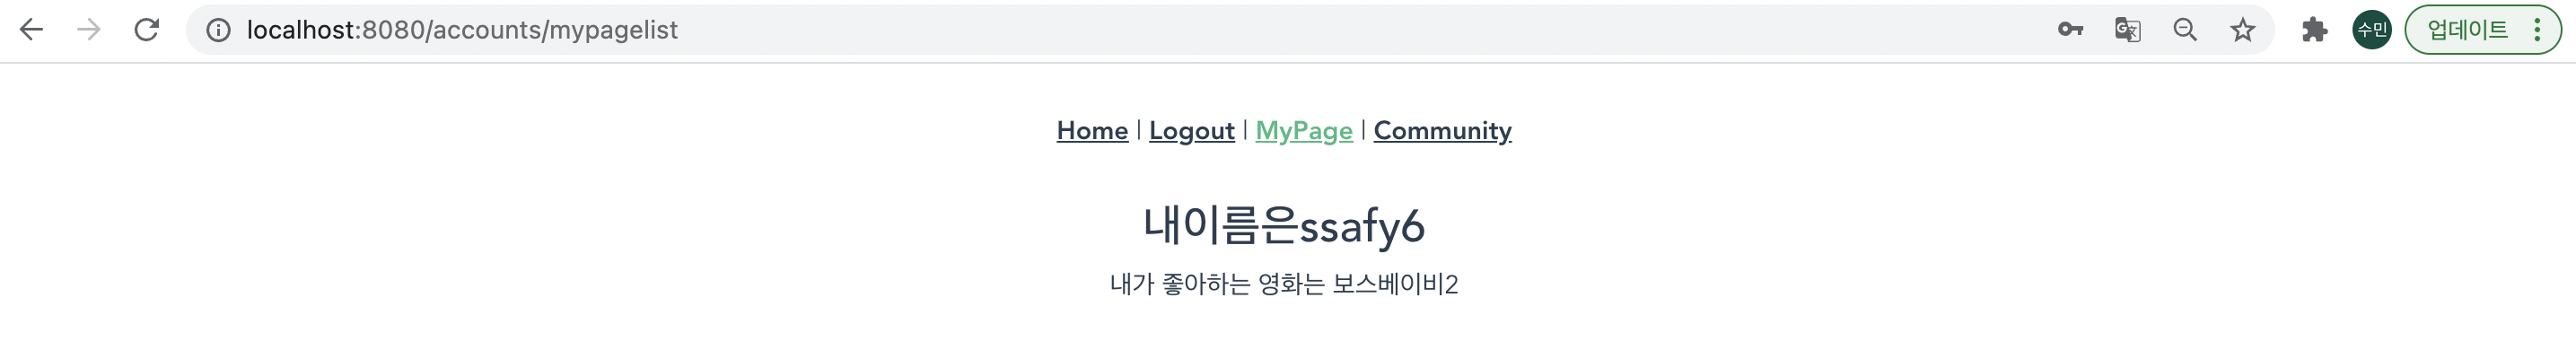 localhost:8080/accounts/mypagelist
수민
업데이트
Home | Logout | MyPage | Community
내이름은ssafy6
내가 좋아하는 영화는 보스베이비2